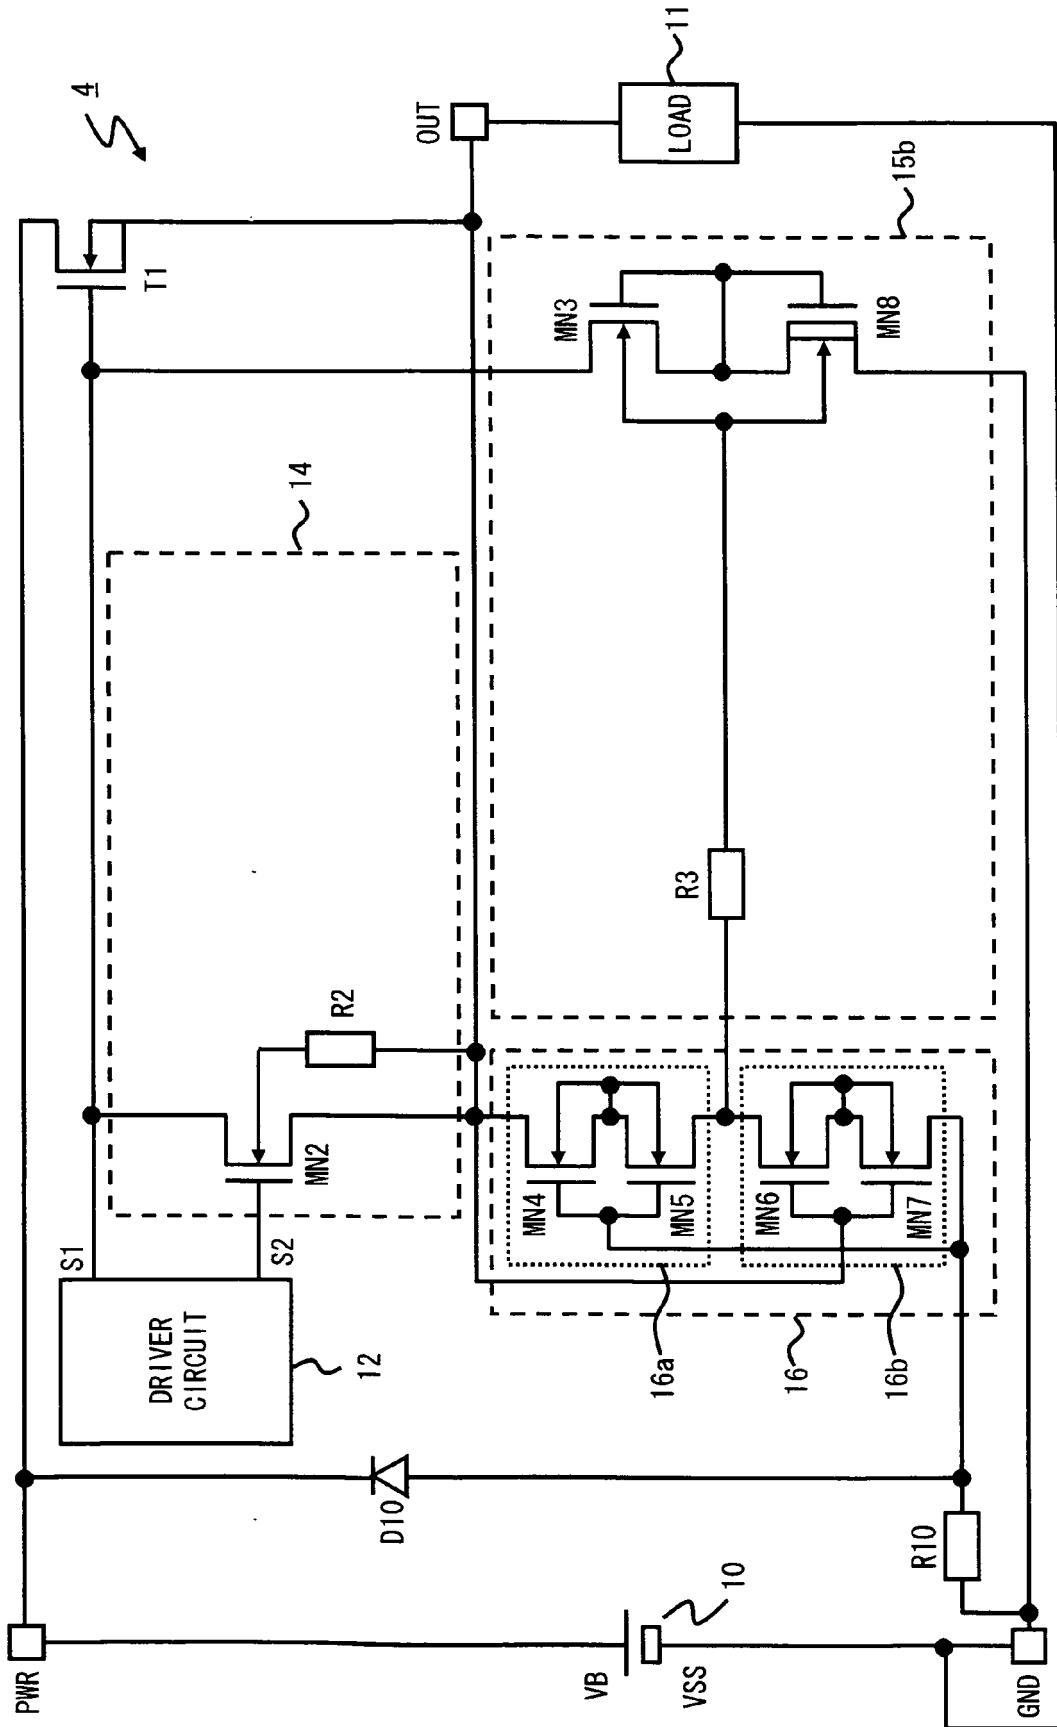 PWR
VB
VSS
10
GND
R10
D10
DRIVER
CIRCUIT
12
S1
S2
14
MN2
R2
16a
16
16b
MN4
MN5
MN6
MN7
R3
15b
MN3
MN8
T1
4
OUT
LOAD
11